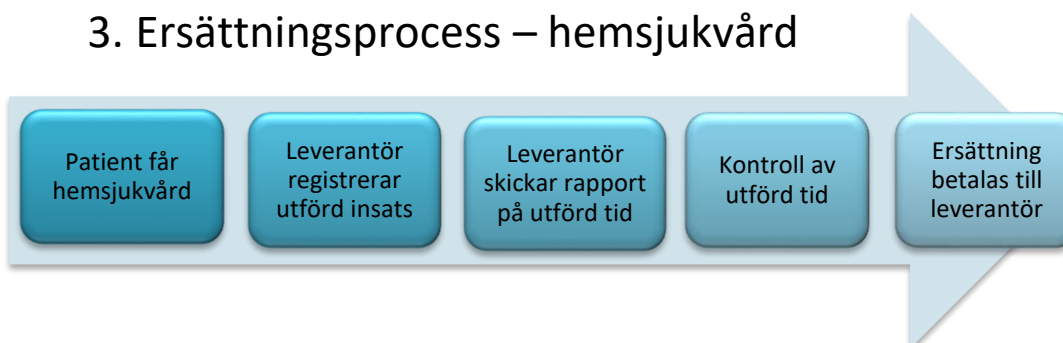 3. Ersättningsprocess – hemsjukvård
Patient får
hemsjukvård
Leverantör
registrerar
utförd insats
Leverantör
skickar rapport
på utförd tid
Kontroll av
utförd tid
Ersättning
betalas till
leverantör